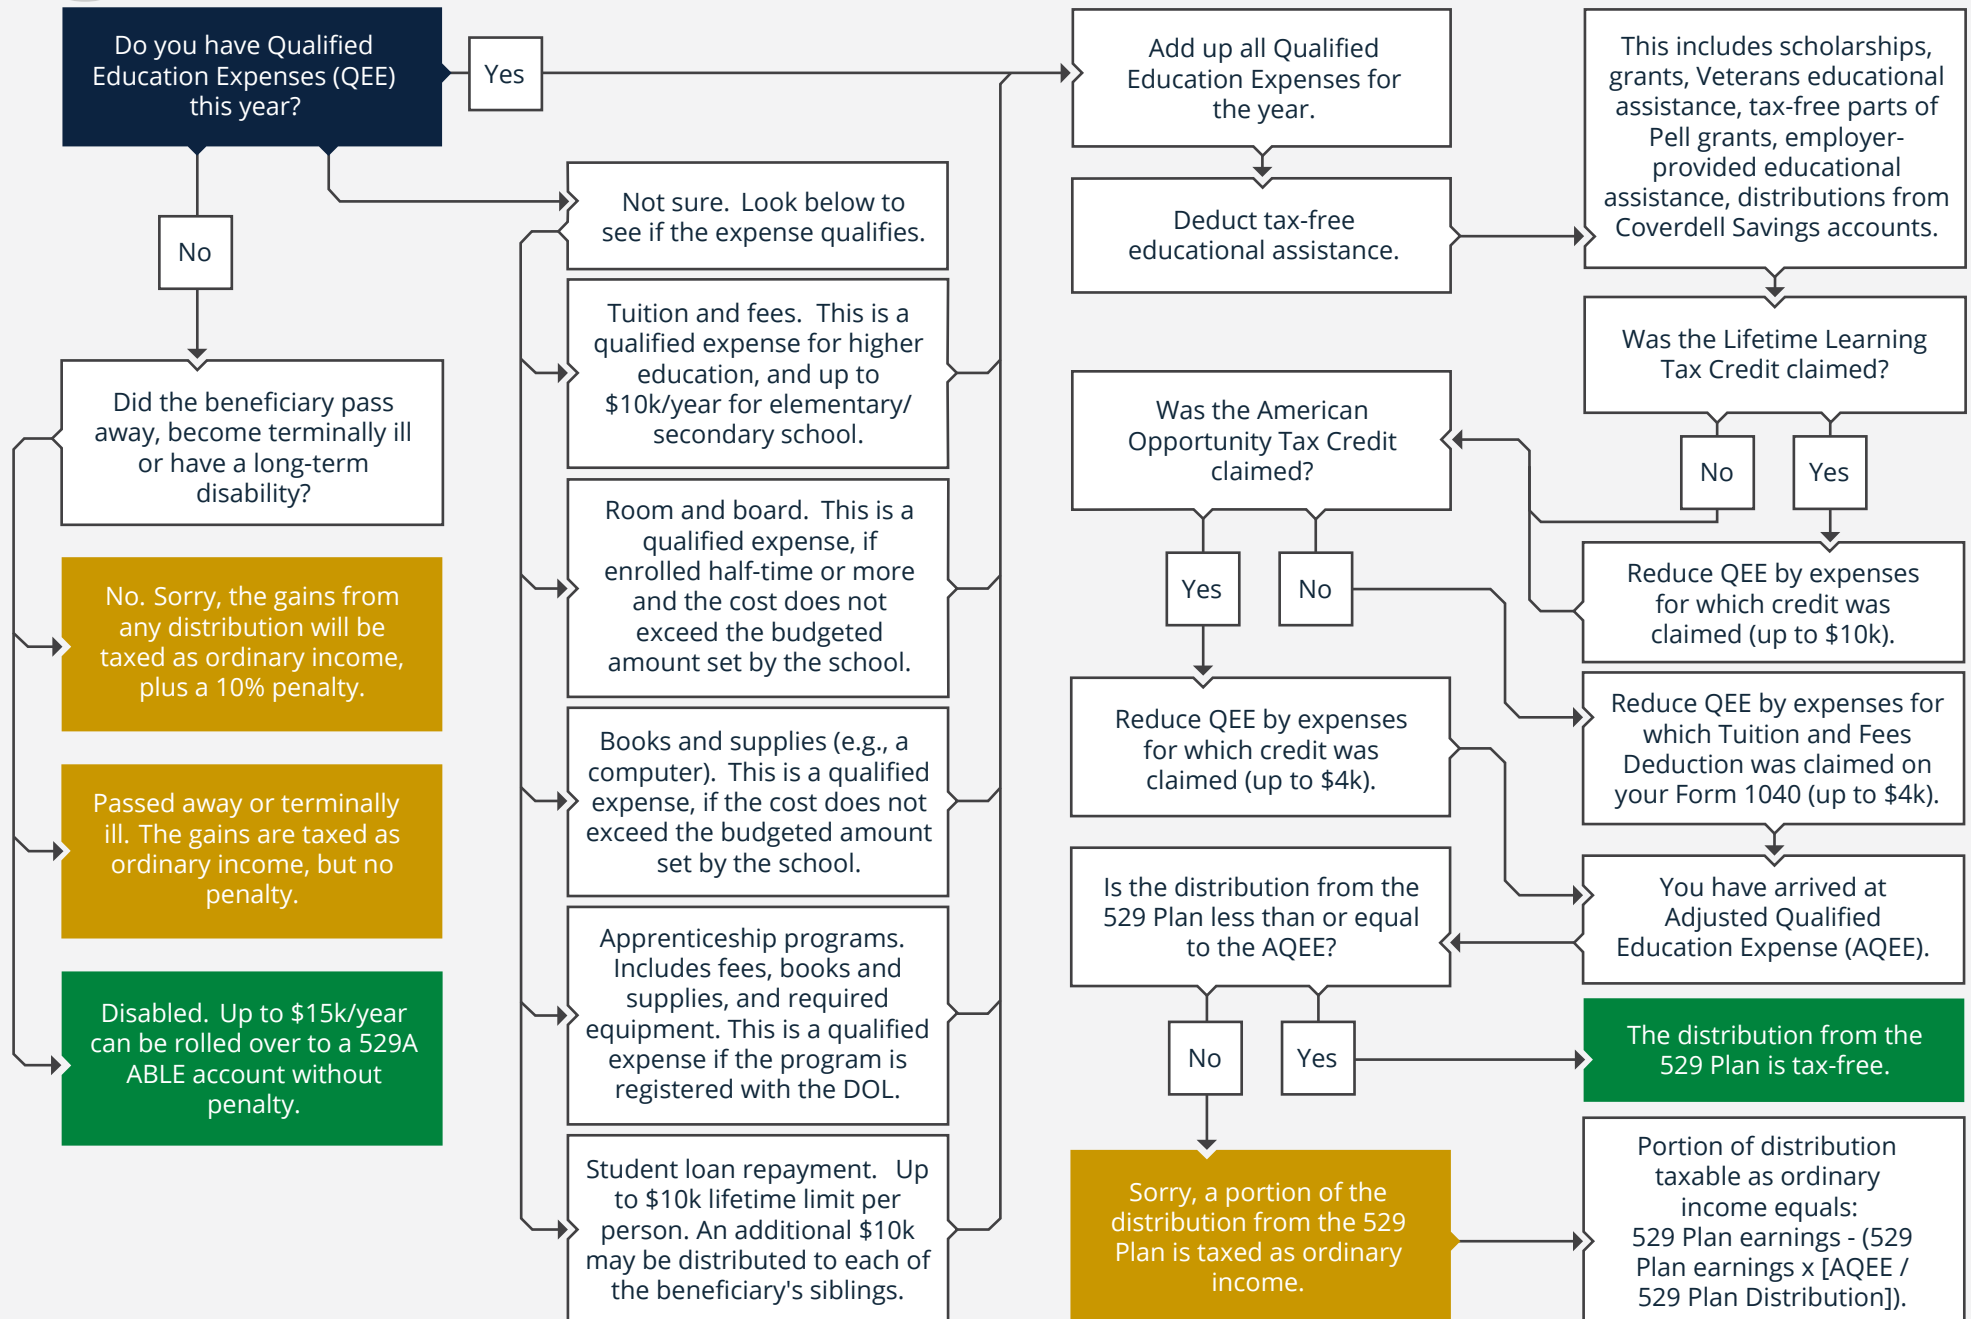 Do you have Qualified
Education Expenses (QEE)
this year?
Yes
No
Not sure. Look below to
see if the expense qualifies.
Did the beneficiary pass
away, become terminally ill
or have a long-term
disability?
No. Sorry, the gains from
any distribution will be
taxed as ordinary income,
plus a 10% penalty.
Passed away or terminally
ill. The gains are taxed as
ordinary income, but no
penalty.
Disabled. Up to $15k/year
can be rolled over to a 529A
ABLE account without
penalty.
Tuition and fees. This is a
qualified expense for higher
education, and up to
$10k/year for elementary/
secondary school.
Room and board. This is a
qualified expense, if
enrolled half-time or more
and the cost does not
exceed the budgeted
amount set by the school.
Books and supplies (e.g., a
computer). This is a qualified
expense, if the cost does not
exceed the budgeted amount
set by the school.
Apprenticeship programs.
Includes fees, books and
supplies, and required
equipment. This is a qualified
expense if the program is
registered with the DOL.
Student loan repayment. Up
to $10k lifetime limit per
person. An additional $10k
may be distributed to each of
the beneficiary's siblings.
Add up all Qualified
Education Expenses for
the year.
Deduct tax-free
educational assistance.
This includes scholarships,
grants, Veterans educational
assistance, tax-free parts of
Pell grants, employer-
provided educational
assistance, distributions from
Coverdell Savings accounts.
Was the Lifetime Learning
Tax Credit claimed?
No
Yes
Reduce QEE by expenses
for which credit was
claimed (up to $10k).
Was the American
Opportunity Tax Credit
claimed?
Yes
No
Reduce QEE by expenses
for which credit was
claimed (up to $4k).
Reduce QEE by expenses for
which Tuition and Fees
Deduction was claimed on
your Form 1040 (up to $4k).
You have arrived at
Adjusted Qualified
Education Expense (AQEE).
Is the distribution from the
529 Plan less than or equal
to the AQEE?
No
Yes
The distribution from the
529 Plan is tax-free.
Sorry, a portion of the
distribution from the 529
Plan is taxed as ordinary
income.
Portion of distribution
taxable as ordinary
income equals:
529 Plan earnings - (529
Plan earnings x [AQEE /
529 Plan Distribution]).